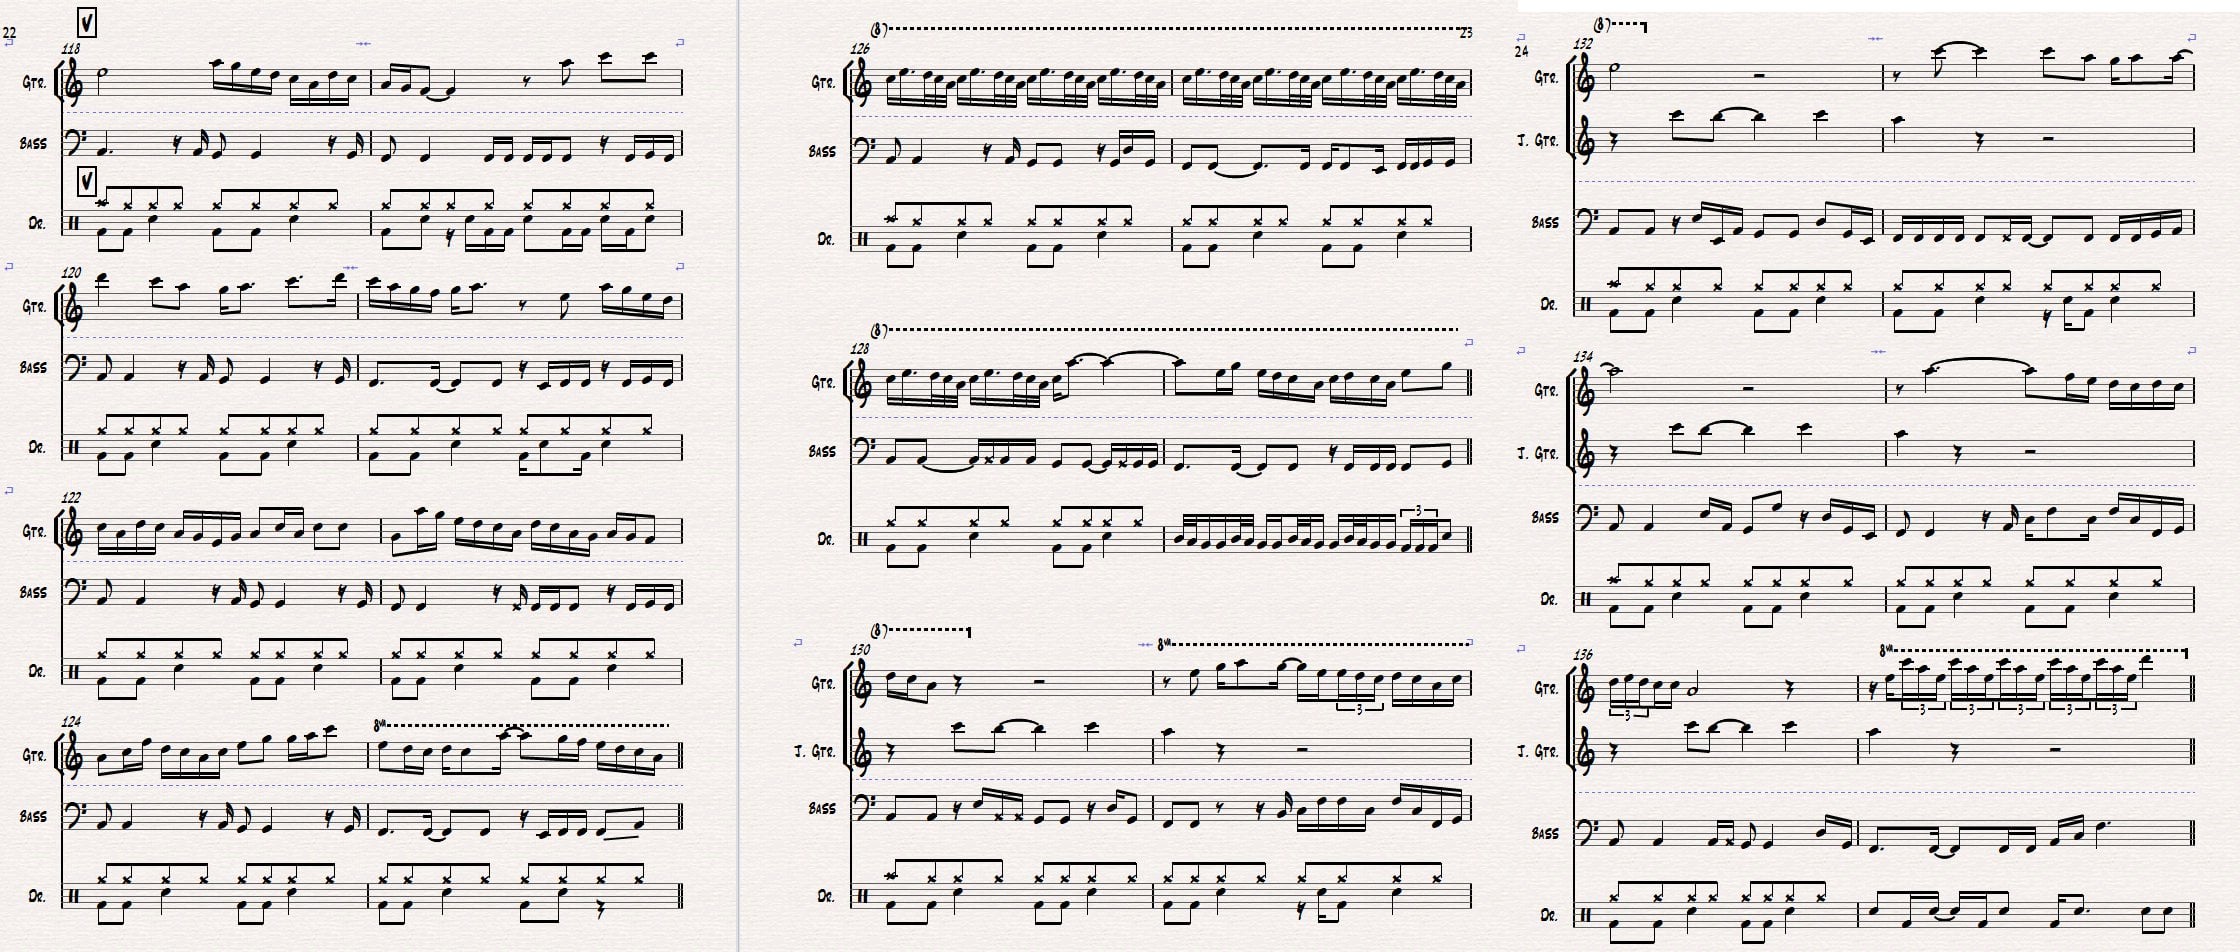 22
V
118
GTR.
BASS
V
DR.
120
GTR.
BASS
DR.
122
GTR.
BASS
DR.
124
8va
GTR.
BASS
DR.
(8)
23
126
GTR.
BASS
DR.
(8)
128
GTR.
BASS
3
DR.
(8)
8va
130
GTR.
3
J. GTR.
BASS
DR.
(8)
24
132
GTR.
J. GTR.
BASS
DR.
134
GTR.
J. GTR.
BASS
DR.
136
8va
GTR.
3 3 3 3 3 3
J. GTR.
BASS
DR.